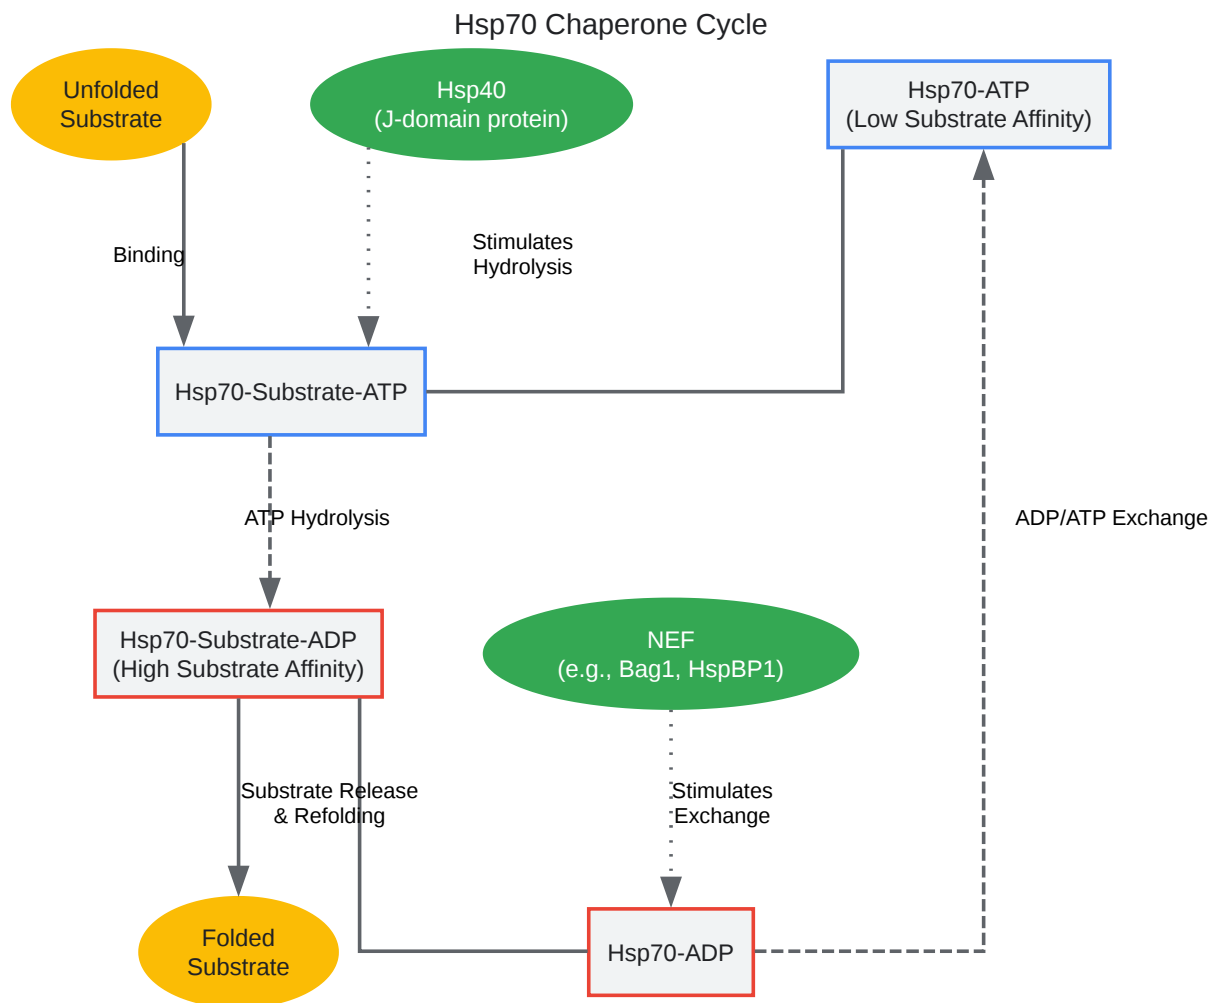 Hsp70 Chaperone Cycle
Unfolded
Substrate
Hsp40
(J-domain protein)
Hsp70-ATP
(Low Substrate Affinity)
Binding
Stimulates
Hydrolysis
Hsp70-Substrate-ATP
ATP Hydrolysis
ADP/ATP Exchange
Hsp70-Substrate-ADP
(High Substrate Affinity)
NEF
(e.g., Bag1, HspBP1)
Substrate Release
& Refolding
Stimulates
Exchange
Folded
Substrate
Hsp70-ADP